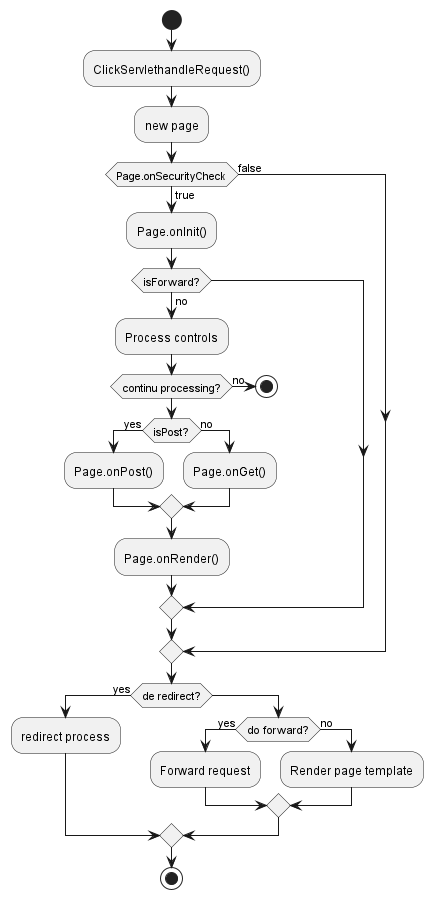 ClickServlethandleRequest()
new page
Page.onSecurityCheck
false
true
Page.onInit()
isForward?
no
Process controls
continu processing?
no
yes
isPost?
no
Page.onPost()
Page.onGet()
Page.onRender()
yes
de redirect?
redirect process
yes
do forward?
no
Forward request
Render page template